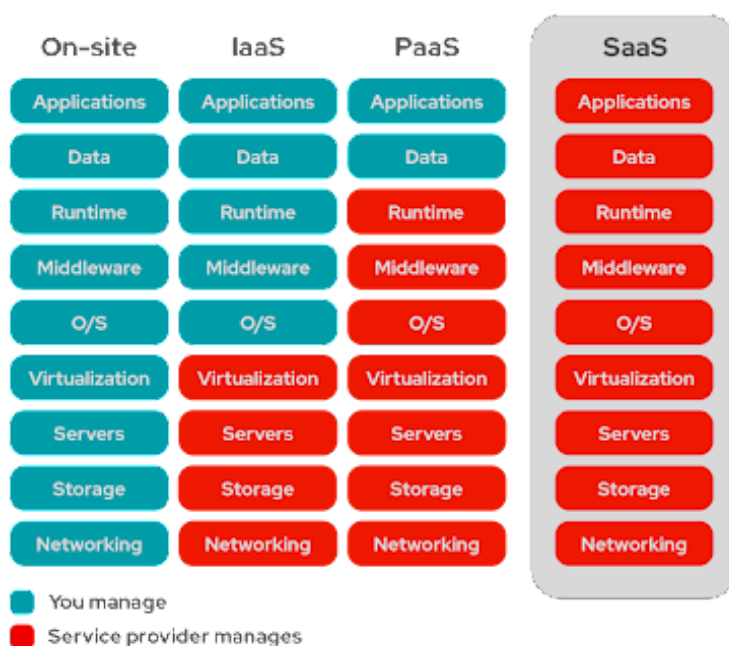 On-site IaaS PaaS SaaS
Applications Applications Applications Applications
Data Data Data Data
Runtime Runtime Runtime Runtime
Middleware Middleware Middleware Middleware
O/S O/S O/S O/S
Virtualization Virtualization Virtualization Virtualization
Servers Servers Servers Servers
Storage Storage Storage Storage
Networking Networking Networking Networking
You manage
Service provider manages